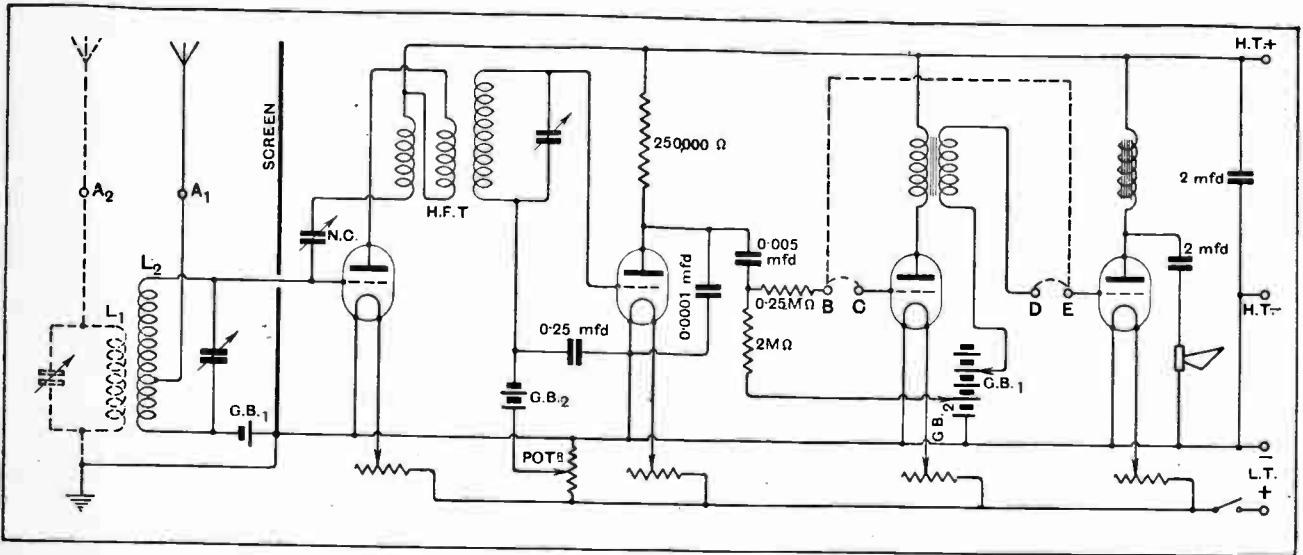 H.T.+
A₂
A₁
SCREEN
L₁
L₂
G.B.₁
N.C.
H.F.T
250,000 Ω
0·25 mfd
G.B.₂
POTR
0·0001 mfd
0·005 mfd
0·25MΩ
2MΩ
B
C
D
E
G.B.₁
G.B.₂
2 mfd
2 mfd
H.T.-
-
L.T.
+